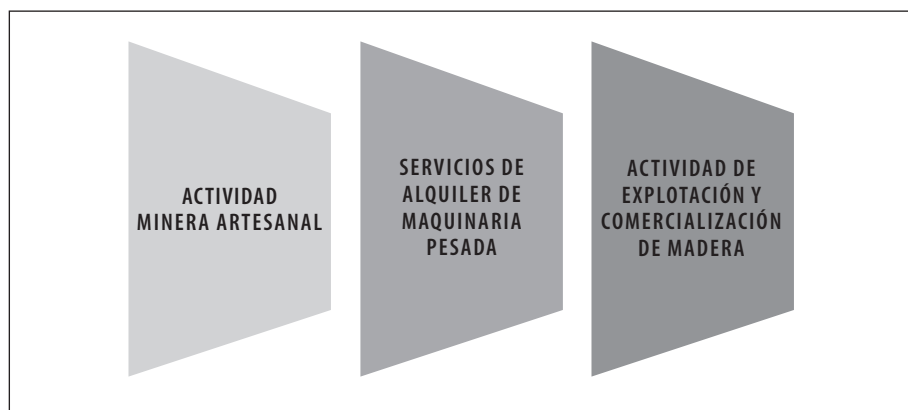 ACTIVIDAD
MINERA ARTESANAL
SERVICIOS DE
ALQUILER DE
MAQUINARIA
PESADA
ACTIVIDAD DE
EXPLOTACIÓN Y
COMERCIALIZACIÓN
DE MADERA